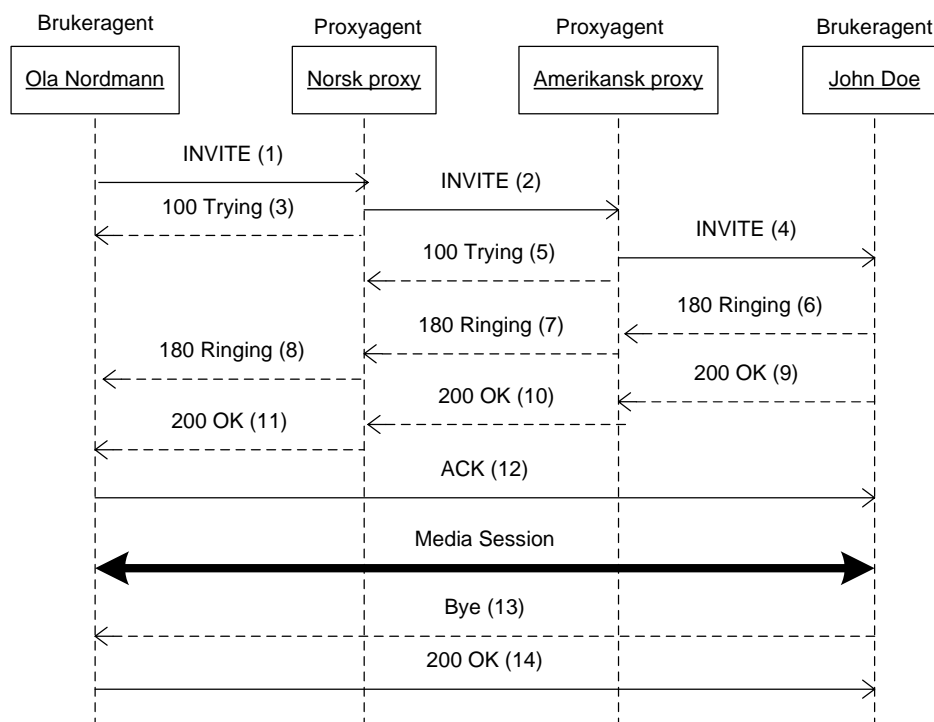 Brukeragent
Proxyagent
Proxyagent
Brukeragent
Ola Nordmann
Norsk proxy
Amerikansk proxy
John Doe
INVITE (1)
INVITE (2)
100 Trying (3)
INVITE (4)
100 Trying (5)
180 Ringing (6)
180 Ringing (7)
180 Ringing (8)
200 OK (9)
200 OK (10)
200 OK (11)
ACK (12)
Media Session
Bye (13)
200 OK (14)